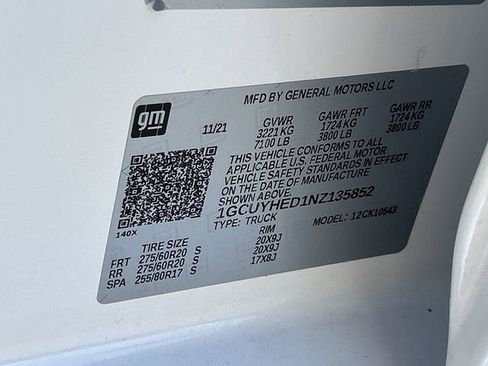 MFD BY GENERAL MOTORS LLC
gm
11/21
GVWR GAWR FRT GAWR RR
3221 KG 1724 KG 1724 KG
7100 LB 3800 LB 3800 LB
THIS VEHICLE CONFORMS TO ALL
APPLICABLE U.S. FEDERAL MOTOR
VEHICLE SAFETY STANDARDS IN EFFECT
ON THE DATE OF MANUFACTURE
SHOWN ABOVE.
1GCUYHED1NZ135852
TYPE: TRUCK MODEL: 12CK10543
140X
TIRE SIZE RIM
FRT 275/60R20 S 20X9J
RR 275/60R20 S 20X9J
SPA 255/80R17 S 17X8J